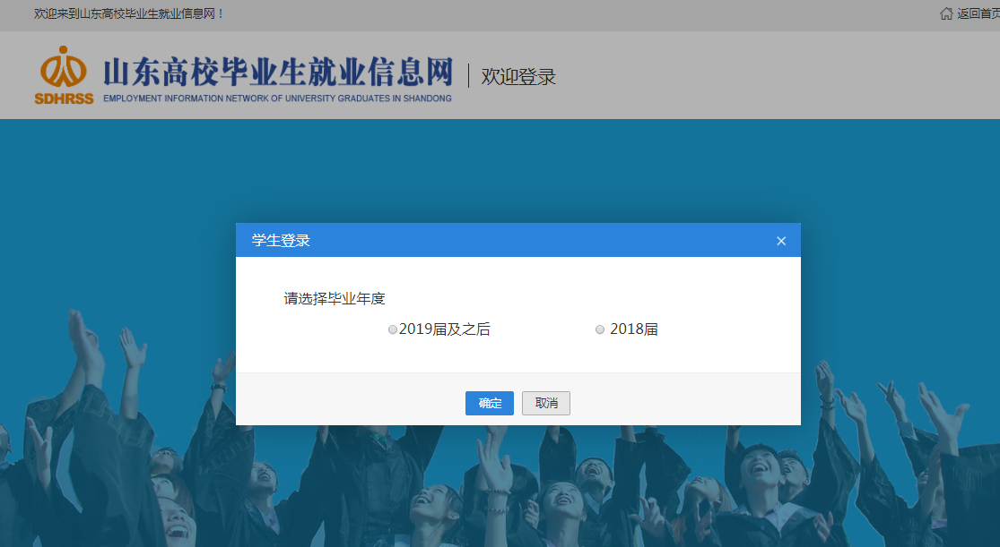 欢迎来到山东高校毕业生就业信息网！
返回首页
山东高校毕业生就业信息网
SDHRSS
EMPLOYMENT INFORMATION NETWORK OF UNIVERSITY GRADUATES IN SHANDONG
欢迎登录
学生登录
×
请选择毕业年度
2019届及之后
2018届
确定
取消